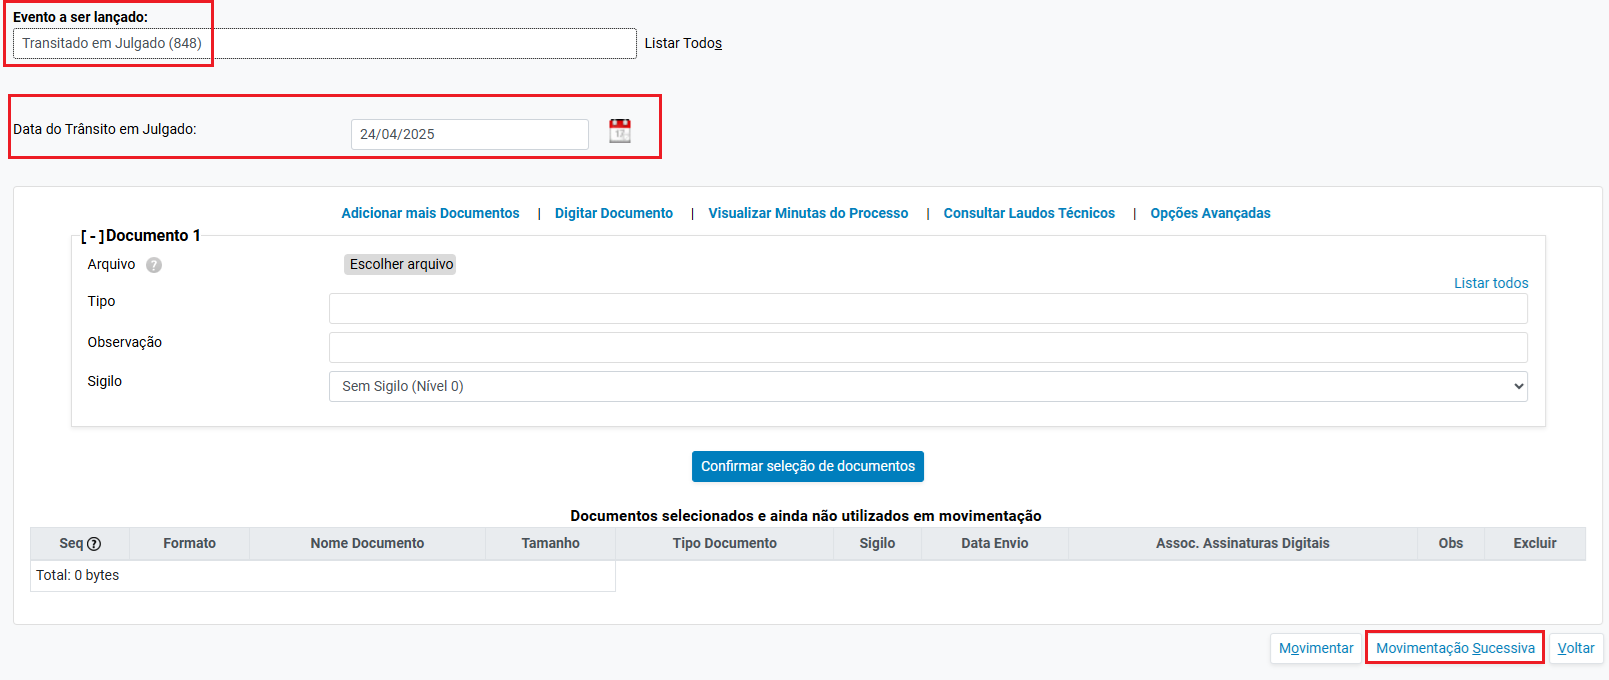 Evento a ser lançado:
Transitado em Julgado (848) Listar Todos
Data do Trânsito em Julgado: 24/04/2025
Adicionar mais Documentos | Digitar Documento | Visualizar Minutas do Processo | Consultar Laudos Técnicos | Opções Avançadas
[ - ]Documento 1
Arquivo ? Escolher arquivo
Listar todos
Tipo
Observação
Sigilo Sem Sigilo (Nível 0)
Confirmar seleção de documentos
Documentos selecionados e ainda não utilizados em movimentação
Seq ? Formato Nome Documento Tamanho Tipo Documento Sigilo Data Envio Assoc. Assinaturas Digitais Obs Excluir
Total: 0 bytes
Movimentar Movimentação Sucessiva Voltar